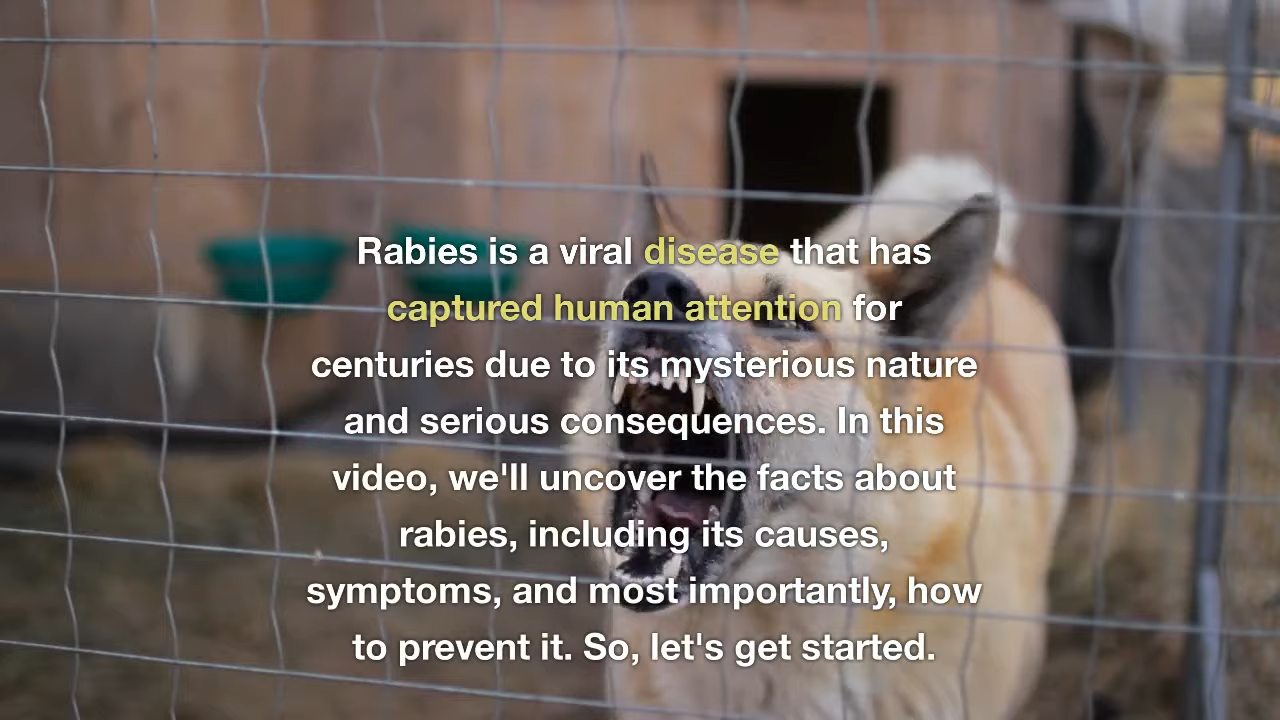 Rabies is a viral disease that has
captured human attention for
centuries due to its mysterious nature
and serious consequences. In this
video, we'll uncover the facts about
rabies, including its causes,
symptoms, and most importantly, how
to prevent it. So, let's get started.